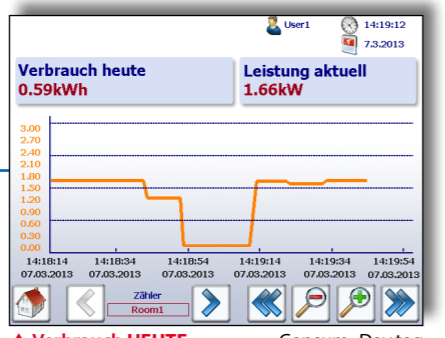 User1 14:19:12
7.3.2013
Verbrauch heute
0.59kWh
Leistung aktuell
1.66kW
3.00
2.70
2.40
2.10
1.80
1.50
1.20
0.90
0.60
0.30
0.00
14:18:14 14:18:34 14:18:54 14:19:14 14:19:34 14:19:54
07.03.2013 07.03.2013 07.03.2013 07.03.2013 07.03.2013 07.03.2013
Zähler
Room1
Verbrauch HEUTE